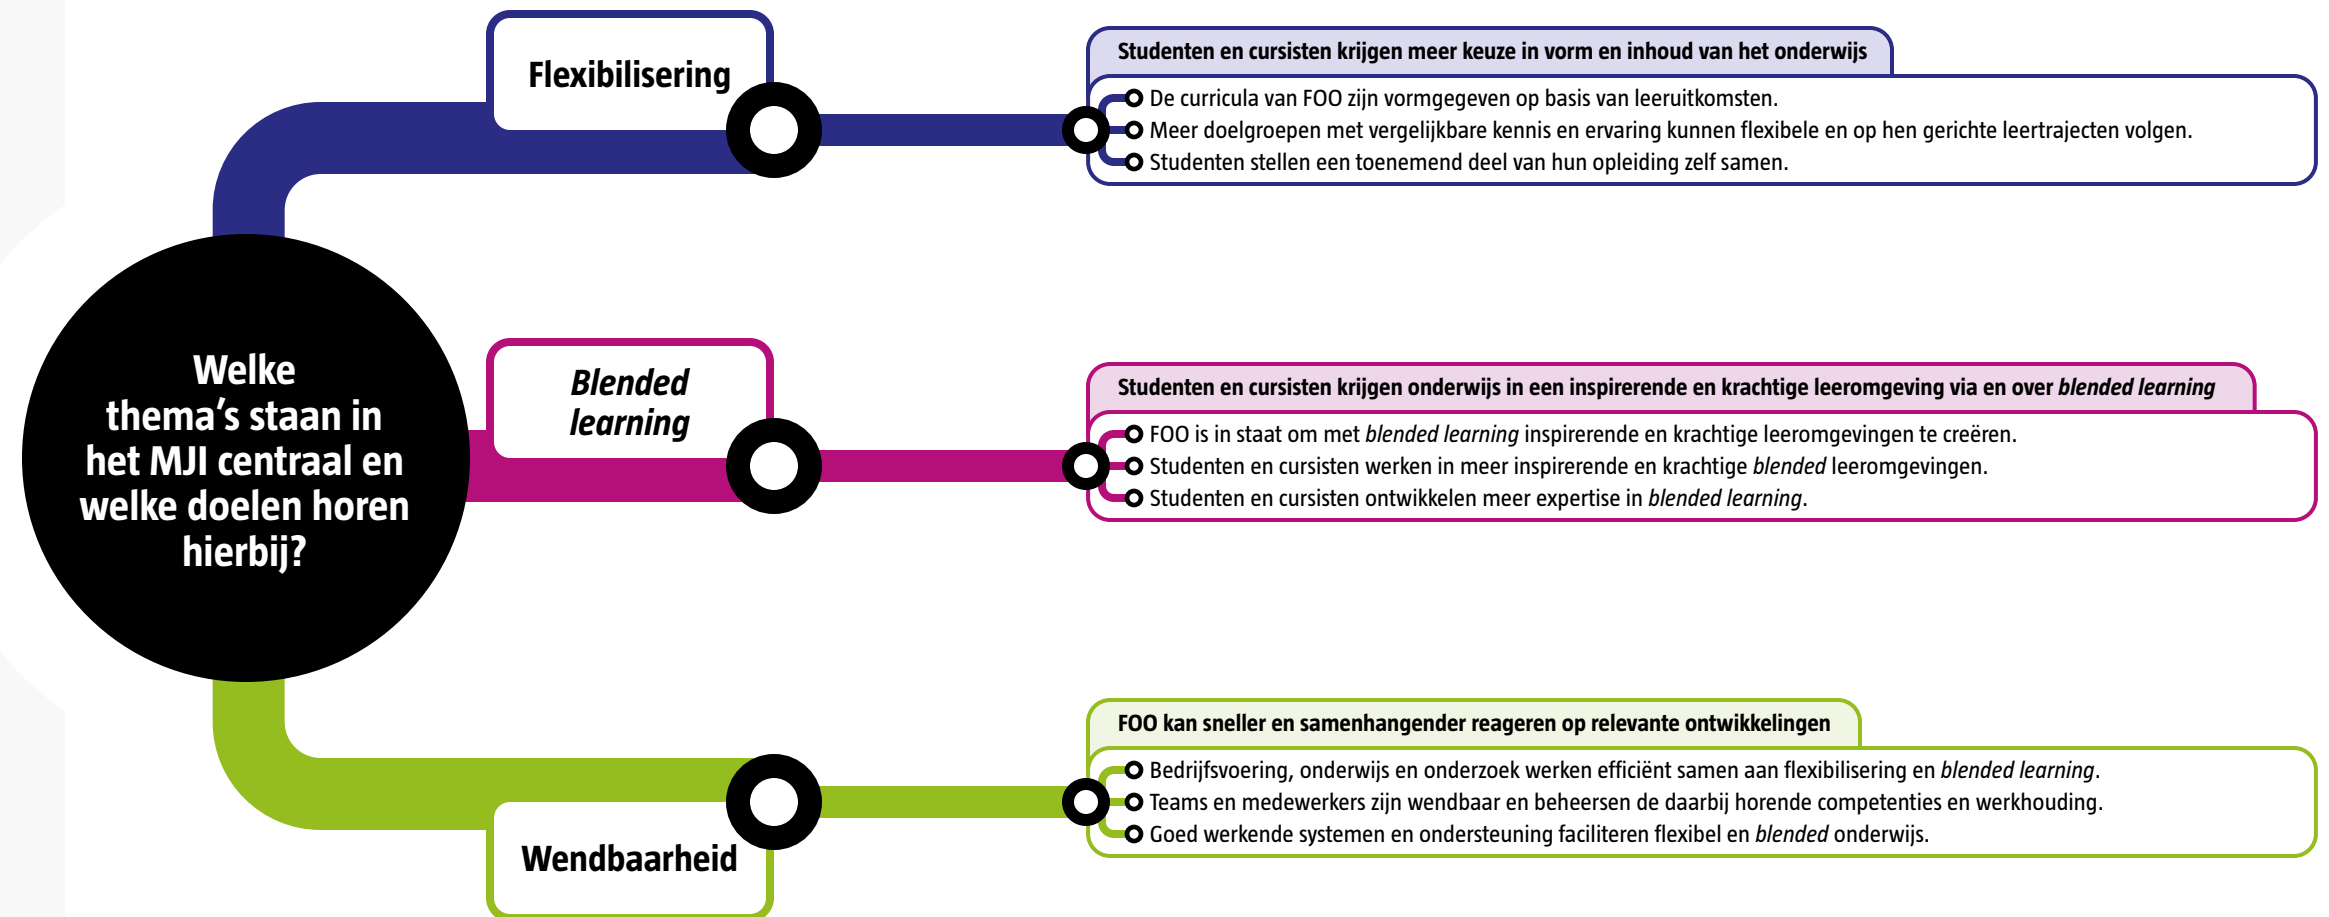 Flexibilisering
Studenten en cursisten krijgen meer keuze in vorm en inhoud van het onderwijs
De curricula van FOO zijn vormgegeven op basis van leeruitkomsten.
Meer doelgroepen met vergelijkbare kennis en ervaring kunnen flexibele en op hen gerichte leertrajecten volgen.
Studenten stellen een toenemend deel van hun opleiding zelf samen.
Welke
thema's staan in
het MJI centraal en
welke doelen horen
hierbij?
Blended
learning
Studenten en cursisten krijgen onderwijs in een inspirerende en krachtige leeromgeving via en over blended learning
FOO is in staat om met blended learning inspirerende en krachtige leeromgevingen te creëren.
Studenten en cursisten werken in meer inspirerende en krachtige blended leeromgevingen.
Studenten en cursisten ontwikkelen meer expertise in blended learning.
Wendbaarheid
FOO kan sneller en samenhangender reageren op relevante ontwikkelingen
Bedrijfsvoering, onderwijs en onderzoek werken efficiënt samen aan flexibilisering en blended learning.
Teams en medewerkers zijn wendbaar en beheersen de daarbij horende competenties en werkhouding.
Goed werkende systemen en ondersteuning faciliteren flexibel en blended onderwijs.